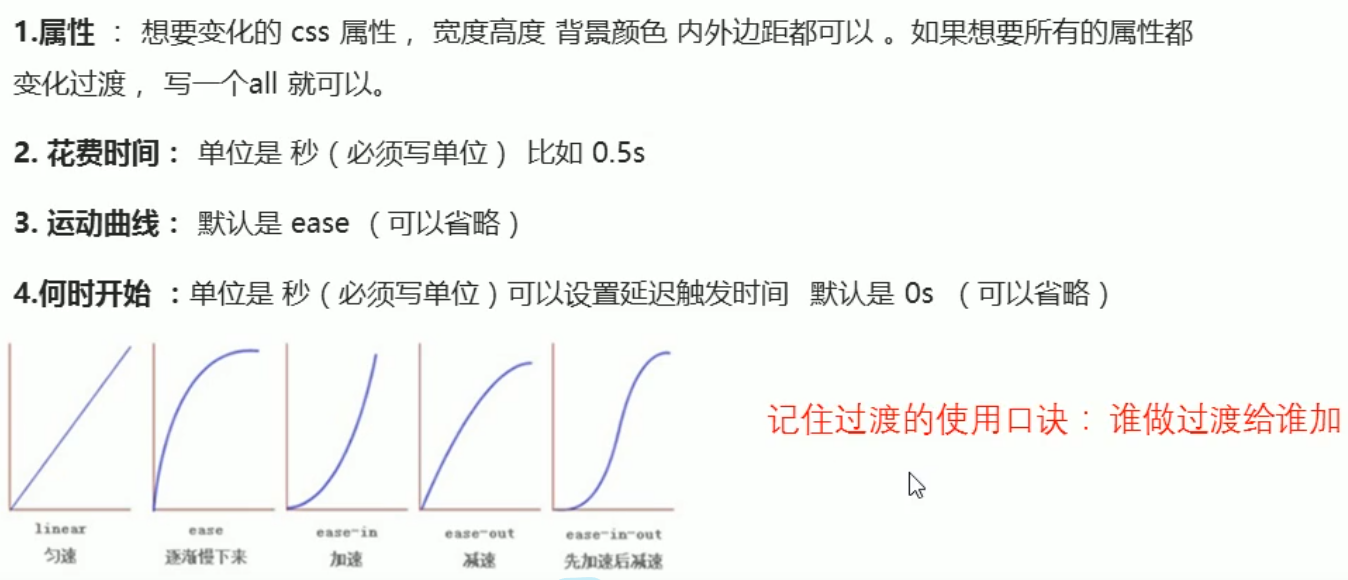 1.属性 ： 想要变化的 css 属性， 宽度高度 背景颜色 内外边距都可以 。如果想要所有的属性都
变化过渡， 写一个all 就可以。
2. 花费时间： 单位是 秒（必须写单位） 比如 0.5s
3. 运动曲线： 默认是 ease （可以省略）
4.何时开始 ：单位是 秒（必须写单位）可以设置延迟触发时间 默认是 0s （可以省略）
记住过渡的使用口诀： 谁做过渡给谁加
linear ease ease-in ease-out ease-in-out
匀速 逐渐慢下来 加速 减速 先加速后减速